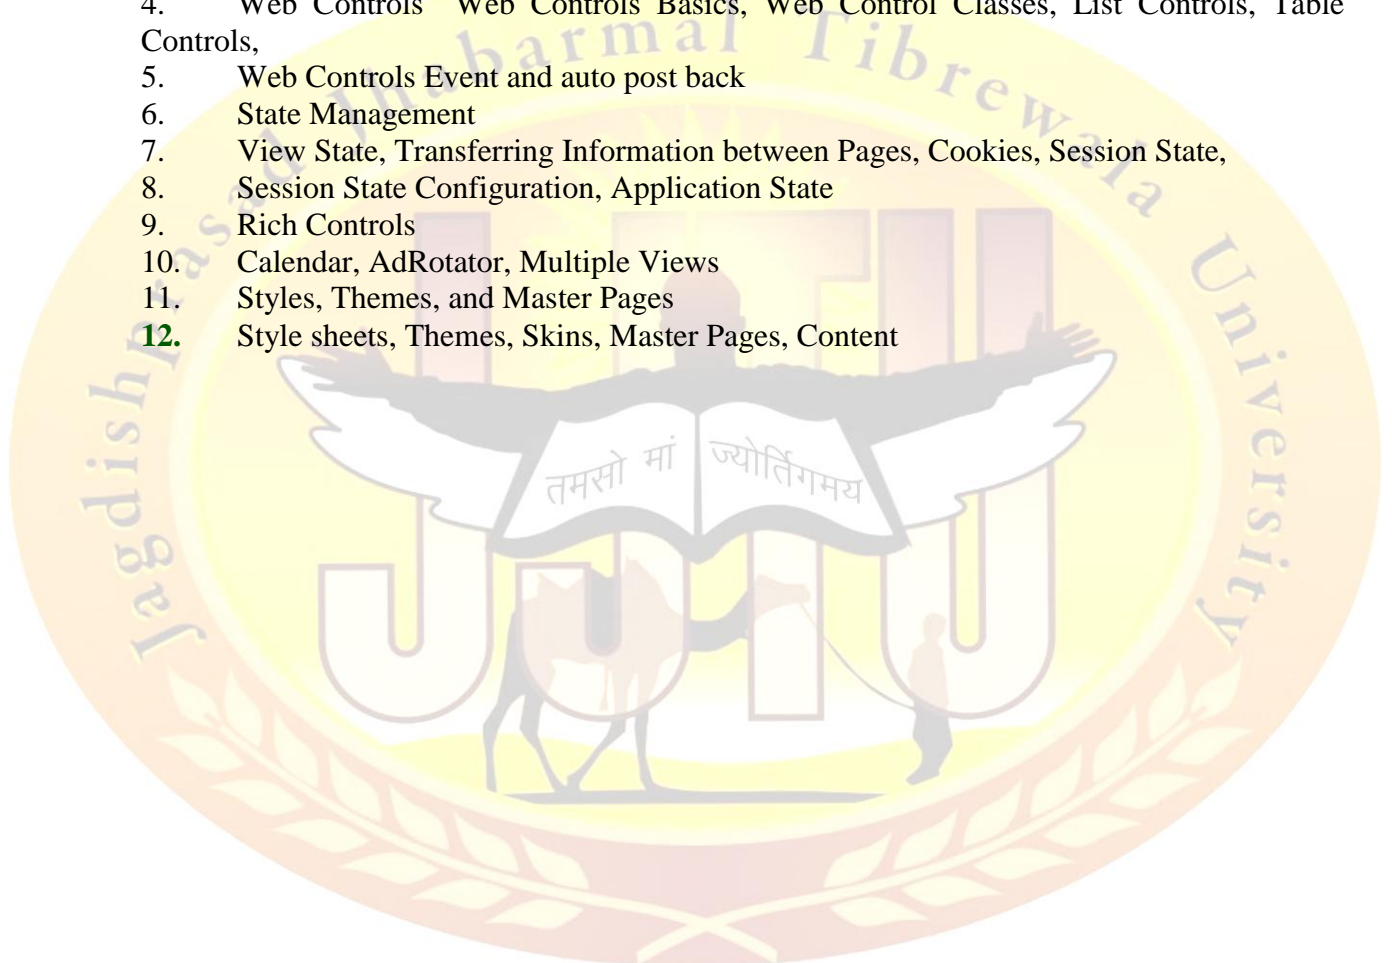 4. Web Controls Web Controls Basics, Web Control Classes, List Controls, Table
Controls,
5. Web Controls Event and auto post back
6. State Management
7. View State, Transferring Information between Pages, Cookies, Session State,
8. Session State Configuration, Application State
9. Rich Controls
10. Calendar, AdRotator, Multiple Views
11. Styles, Themes, and Master Pages
12. Style sheets, Themes, Skins, Master Pages, Content
Jagdishprasad Jhabarmal Tibrewala University
JJTU
तमसो मां ज्योर्तिगमय